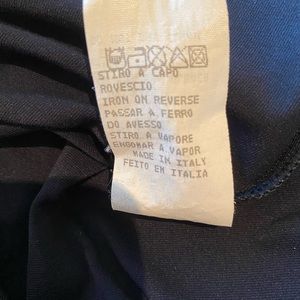 STIRO A CAPO
ROVESCIO
IRON ON REVERSE
PASSAR A FERRO
DO AVESSO
STIRO A VAPORE
ENGOMAR A VAPOR
MADE IN ITALY
FEITO EM ITALIA